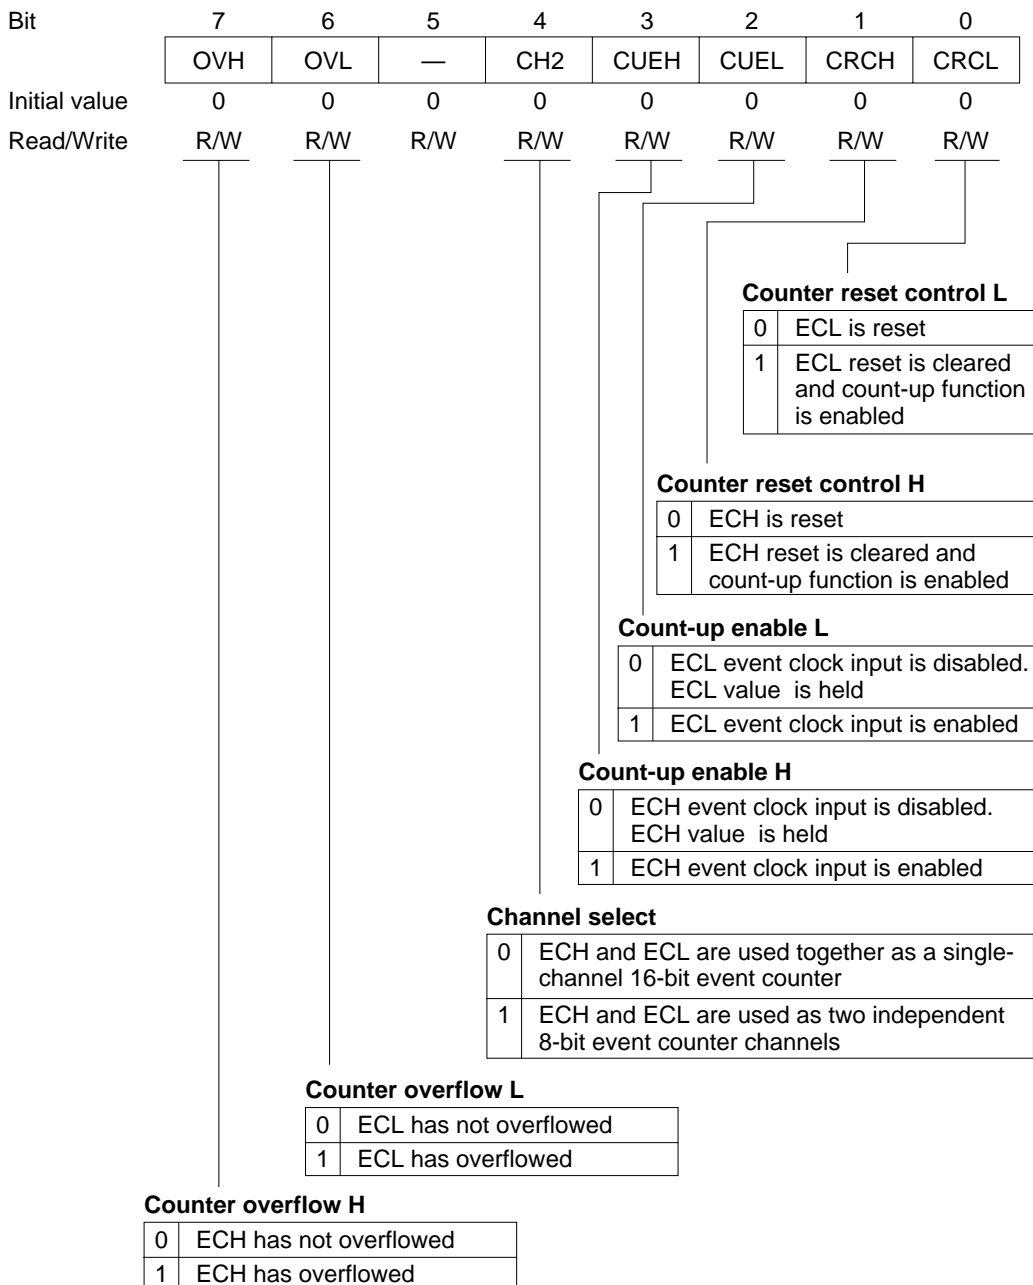 Bit 7 6 5 4 3 2 1 0
OVH OVL — CH2 CUEH CUEL CRCH CRCL
Initial value 0 0 0 0 0 0 0 0
Read/Write R/W R/W R/W R/W R/W R/W R/W R/W
Counter reset control L
0 ECL is reset
1 ECL reset is cleared
and count-up function
is enabled
Counter reset control H
0 ECH is reset
1 ECH reset is cleared and
count-up function is enabled
Count-up enable L
0 ECL event clock input is disabled.
ECL value is held
1 ECL event clock input is enabled
Count-up enable H
0 ECH event clock input is disabled.
ECH value is held
1 ECH event clock input is enabled
Channel select
0 ECH and ECL are used together as a single-
channel 16-bit event counter
1 ECH and ECL are used as two independent
8-bit event counter channels
Counter overflow L
0 ECL has not overflowed
1 ECL has overflowed
Counter overflow H
0 ECH has not overflowed
1 ECH has overflowed